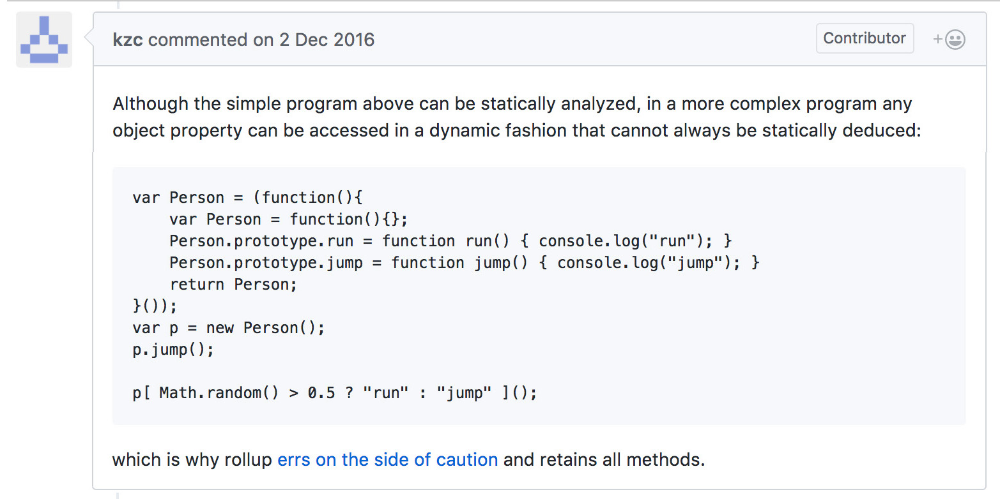 kzc commented on 2 Dec 2016
Contributor
+
Although the simple program above can be statically analyzed, in a more complex program any
object property can be accessed in a dynamic fashion that cannot always be statically deduced:
var Person = (function(){
    var Person = function(){};
    Person.prototype.run = function run() { console.log("run"); }
    Person.prototype.jump = function jump() { console.log("jump"); }
    return Person;
}());
var p = new Person();
p.jump();
p[ Math.random() > 0.5 ? "run" : "jump" ]();
which is why rollup errs on the side of caution and retains all methods.